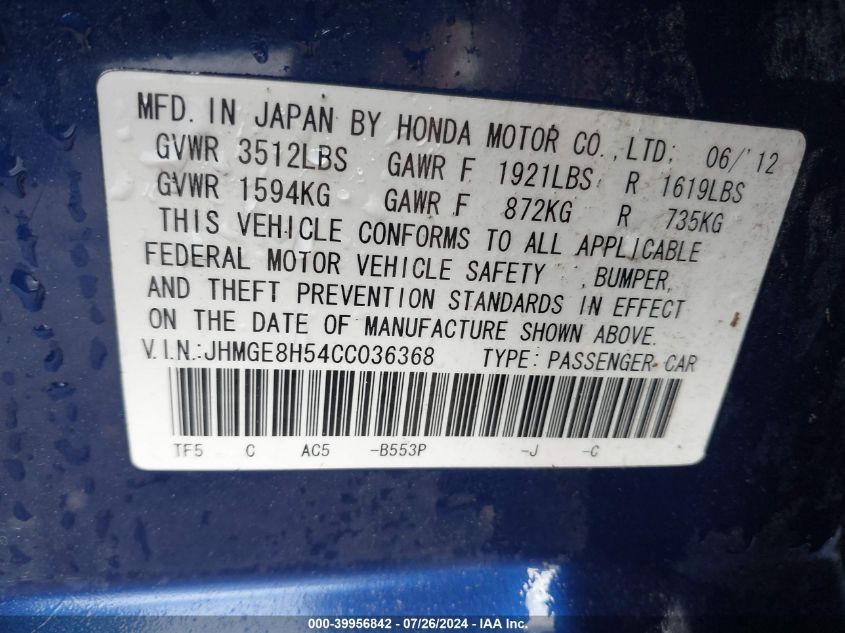 MFD. IN JAPAN BY HONDA MOTOR CO.,LTD; 06/'12
GVWR 3512LBS GAWR F 1921LBS R 1619LBS
GVWR 1594KG GAWR F 872KG R 735KG
THIS VEHICLE CONFORMS TO ALL APPLICABLE
FEDERAL MOTOR VEHICLE SAFETY , BUMPER,
AND THEFT PREVENTION STANDARDS IN EFFECT
ON THE DATE OF MANUFACTURE SHOWN ABOVE.
V.I.N.:JHMGE8H54CC036368 TYPE: PASSENGER CAR
TF5 C AC5 -B553P -J -C
000-39956842 - 07/26/2024 - IAA Inc.